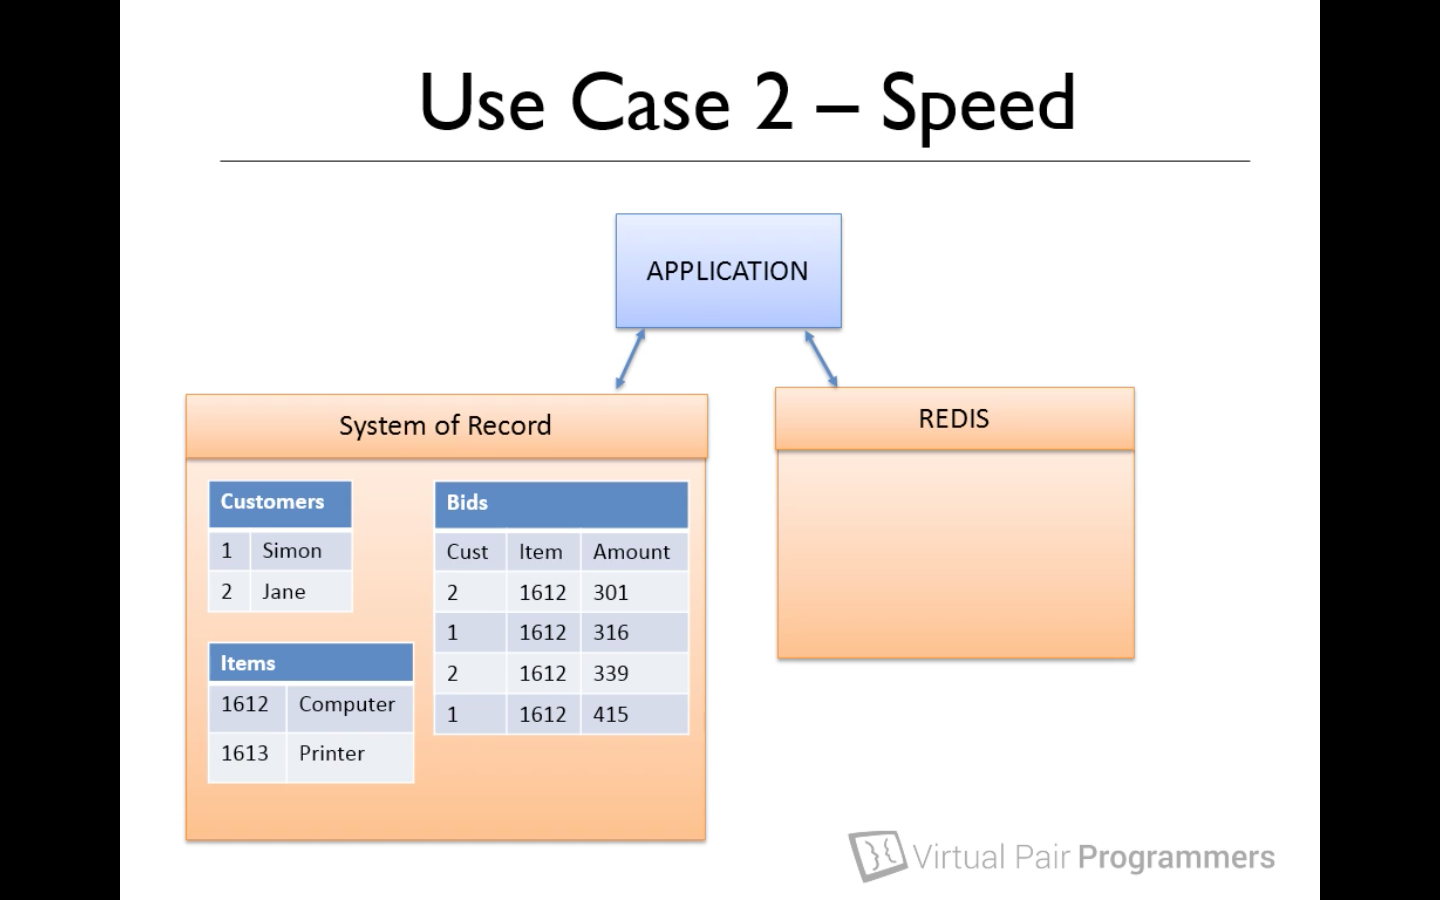 Use Case 2 – Speed
APPLICATION
System of Record
Customers
1 Simon
2 Jane
Items
1612 Computer
1613 Printer
Bids
Cust Item Amount
2 1612 301
1 1612 316
2 1612 339
1 1612 415
REDIS
Virtual Pair Programmers